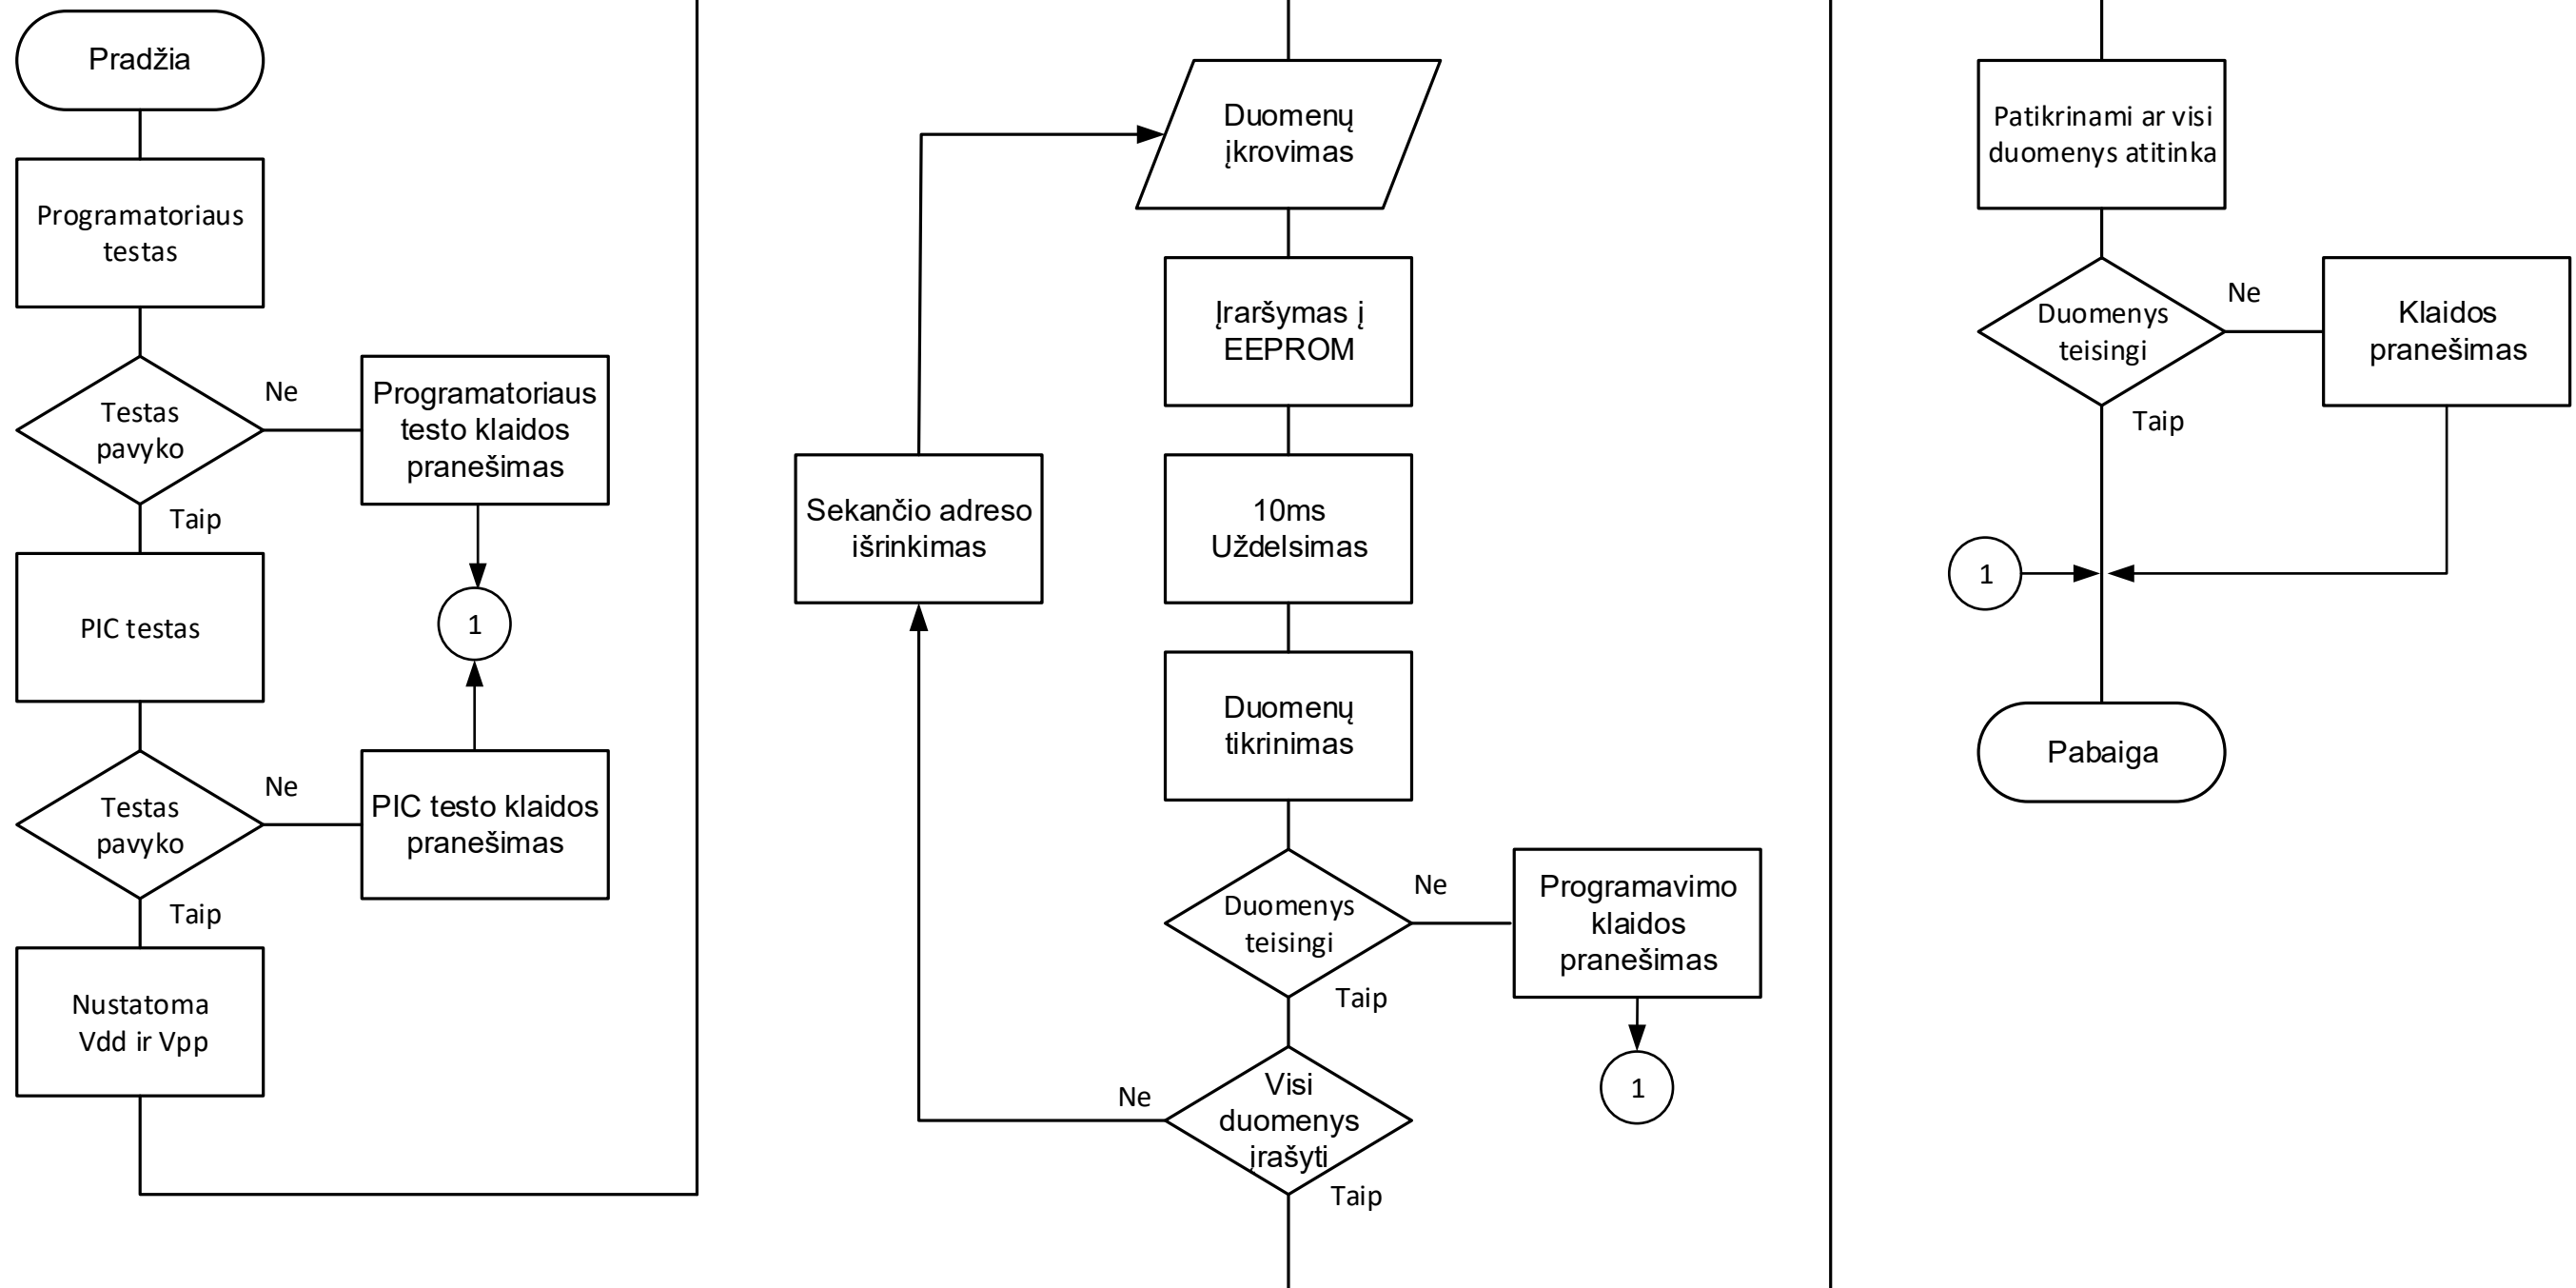 Pradžia
Programatoriaus
testas
Testas
pavyko
Ne
Programatoriaus
testo klaidos
pranešimas
Taip
PIC testas
1
Testas
pavyko
Ne
PIC testo klaidos
pranešimas
Taip
Nustatoma
Vdd ir Vpp
Duomenų
įkrovimas
Įraršymas į
EEPROM
Sekančio adreso
išrinkimas
10ms
Uždelsimas
Duomenų
tikrinimas
Duomenys
teisingi
Ne
Programavimo
klaidos
pranešimas
Taip
1
Visi
duomenys
įrašyti
Ne
Taip
Patikrinami ar visi
duomenys atitinka
Duomenys
teisingi
Ne
Klaidos
pranešimas
Taip
1
Pabaiga